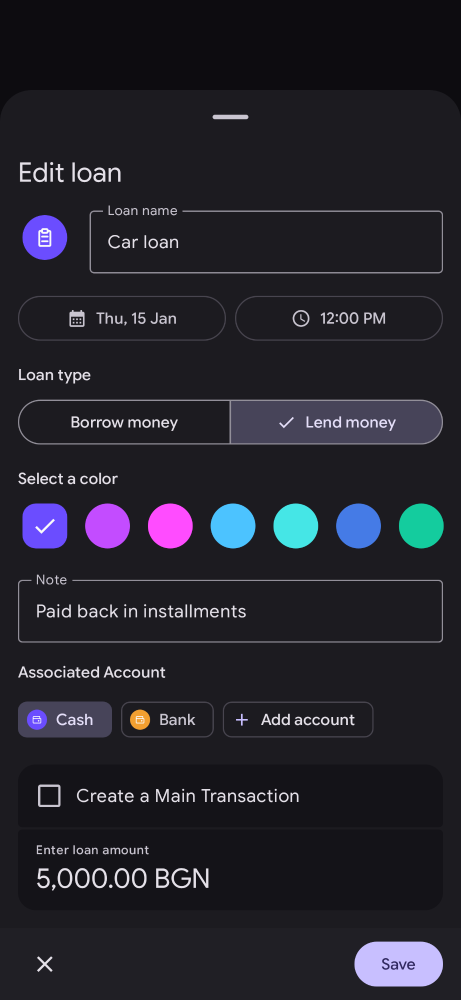 Edit loan
Loan name
Car loan
Thu, 15 Jan
12:00 PM
Loan type
Borrow money
Lend money
Select a color
Note
Paid back in installments
Associated Account
Cash
Bank
Add account
Create a Main Transaction
Enter loan amount
5,000.00 BGN
Save